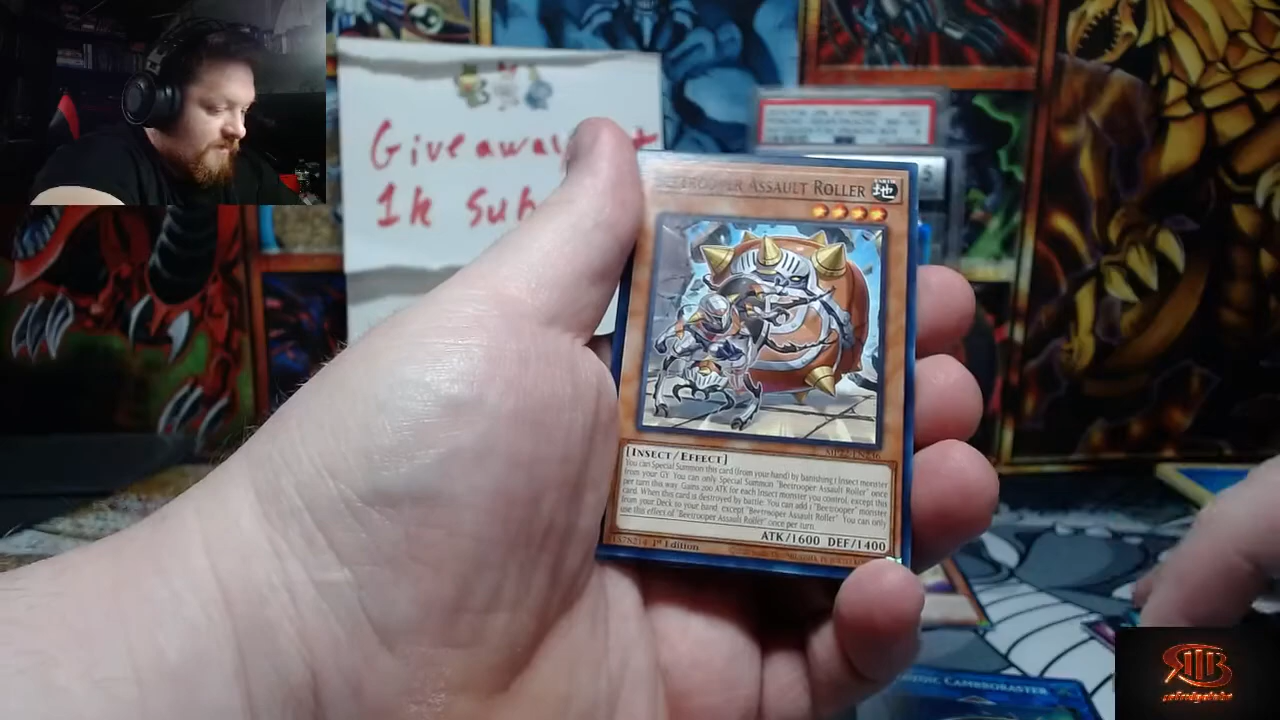 Giveaway
1k Sub
BEETROOPER ASSAULT ROLLER
地
[INSECT/EFFECT]
You can Special Summon this card (from your hand) by banishing 1 Insect monster
from your GY. You can only Special Summon "Beetrooper Assault Roller" once
per turn this way. Gains 200 ATK for each Insect monster you control, except this
card. When this card is destroyed by battle: You can add 1 "Beetrooper" monster
from your Deck to your hand, except "Beetrooper Assault Roller". You can only
use this effect of "Beetrooper Assault Roller" once per turn.
ATK/1600 DEF/1400
1st Edition
MP22-EN236
CAMBRORASTER
RTB